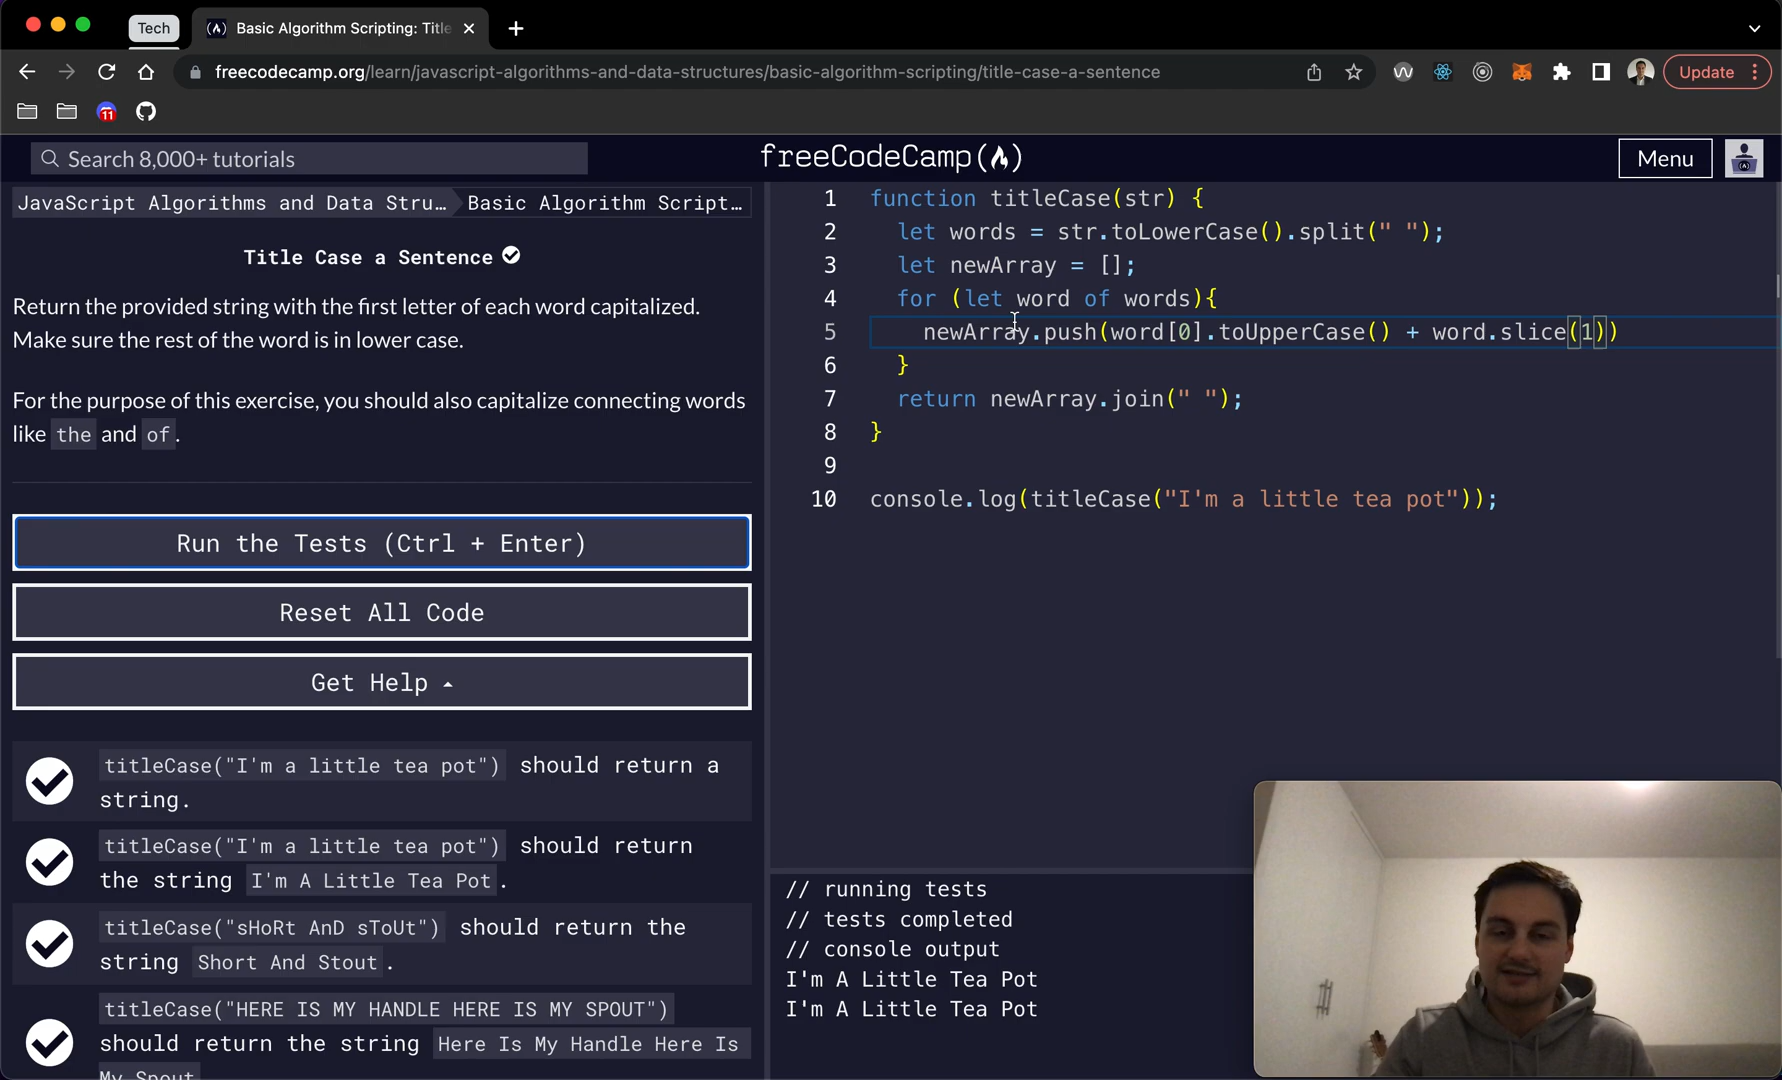 Tech
(A) Basic Algorithm Scripting: Title
freecodecamp.org/learn/javascript-algorithms-and-data-structures/basic-algorithm-scripting/title-case-a-sentence
Update
11
Search 8,000+ tutorials
freeCodeCamp
Menu
JavaScript Algorithms and Data Stru…
Basic Algorithm Script…
Title Case a Sentence
Return the provided string with the first letter of each word capitalized.
Make sure the rest of the word is in lower case.
For the purpose of this exercise, you should also capitalize connecting words
like the and of.
Run the Tests (Ctrl + Enter)
Reset All Code
Get Help
titleCase("I'm a little tea pot") should return a
string.
titleCase("I'm a little tea pot") should return
the string I'm A Little Tea Pot.
titleCase("sHoRt AnD sToUt") should return the
string Short And Stout.
titleCase("HERE IS MY HANDLE HERE IS MY SPOUT")
should return the string Here Is My Handle Here Is
My Spout
1 function titleCase(str) {
2 let words = str.toLowerCase().split(" ");
3 let newArray = [];
4 for (let word of words){
5 newArray.push(word[0].toUpperCase() + word.slice(1))
6 }
7 return newArray.join(" ");
8 }
9
10 console.log(titleCase("I'm a little tea pot"));
// running tests
// tests completed
// console output
I'm A Little Tea Pot
I'm A Little Tea Pot